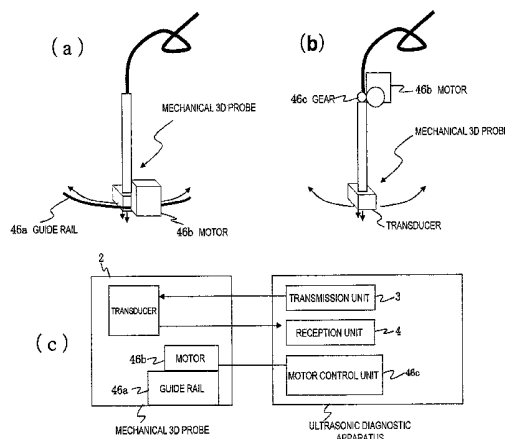 (a)
MECHANICAL 3D PROBE
46a GUIDE RAIL
46b MOTOR
(b)
46c GEAR
46b MOTOR
MECHANICAL 3D PROBE
TRANSDUCER
(c)
2
TRANSDUCER
46b
MOTOR
46a
GUIDE RAIL
MECHANICAL 3D PROBE
TRANSMISSION UNIT
3
RECEPTION UNIT
4
MOTOR CONTROL UNIT
46c
ULTRASONIC DIAGNOSTIC
APPARATUS